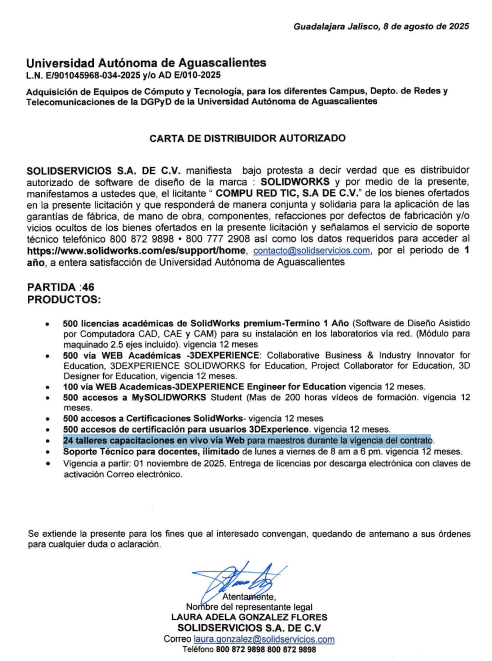 Guadalajara Jalisco, 8 de agosto de 2025
Universidad Autónoma de Aguascalientes
L.N. E/901045968-034-2025 y/o AD E/010-2025
Adquisición de Equipos de Cómputo y Tecnología, para los diferentes Campus, Depto. de Redes y
Telecomunicaciones de la DGPyD de la Universidad Autónoma de Aguascalientes
CARTA DE DISTRIBUIDOR AUTORIZADO
SOLIDSERVICIOS S.A. DE C.V. manifiesta bajo protesta a decir verdad que es distribuidor
autorizado de software de diseño de la marca : SOLIDWORKS y por medio de la presente,
manifestamos a ustedes que, el licitante " COMPU RED TIC, S.A DE C.V." de los bienes ofertados
en la presente licitación y que responderá de manera conjunta y solidaria para la aplicación de las
garantías de fábrica, de mano de obra, componentes, refacciones por defectos de fabricación y/o
vicios ocultos de los bienes ofertados en la presente licitación y señalamos el servicio de soporte
técnico telefónico 800 872 9898 • 800 777 2908 así como los datos requeridos para acceder al
https://www.solidworks.com/es/support/home, contacto@solidservicios.com, por el periodo de 1
año, a entera satisfacción de Universidad Autónoma de Aguascalientes
PARTIDA :46
PRODUCTOS:
• 500 licencias académicas de SolidWorks premium-Termino 1 Año (Software de Diseño Asistido
por Computadora CAD, CAE y CAM) para su instalación en los laboratorios vía red. (Módulo para
maquinado 2.5 ejes incluido). vigencia 12 meses
• 500 via WEB Académicas -3DEXPERIENCE: Collaborative Business & Industry Innovator for
Education, 3DEXPERIENCE SOLIDWORKS for Education, Project Collaborator for Education, 3D
Designer for Education, vigencia 12 meses.
• 100 via WEB Academicas-3DEXPERIENCE Engineer for Education vigencia 12 meses.
• 500 accesos a MySOLIDWORKS Student (Mas de 200 horas vídeos de formación. vigencia 12
meses.
• 500 accesos a Certificaciones SolidWorks- vigencia 12 meses
• 500 accesos de certificación para usuarios 3DExperience. vigencia 12 meses.
• 24 talleres capacitaciones en vivo vía Web para maestros durante la vigencia del contrato.
• Soporte Técnico para docentes, ilimitado de lunes a viernes de 8 am a 6 pm. vigencia 12 meses.
• Vigencia a partir: 01 noviembre de 2025. Entrega de licencias por descarga electrónica con claves de
activación Correo electrónico.
Se extiende la presente para los fines que al interesado convengan, quedando de antemano a sus órdenes
para cualquier duda o aclaración.
Atentamente,
Nombre del representante legal
LAURA ADELA GONZALEZ FLORES
SOLIDSERVICIOS S.A. DE C.V
Correo laura.gonzalez@solidservicios.com
Teléfono 800 872 9898 800 872 9898